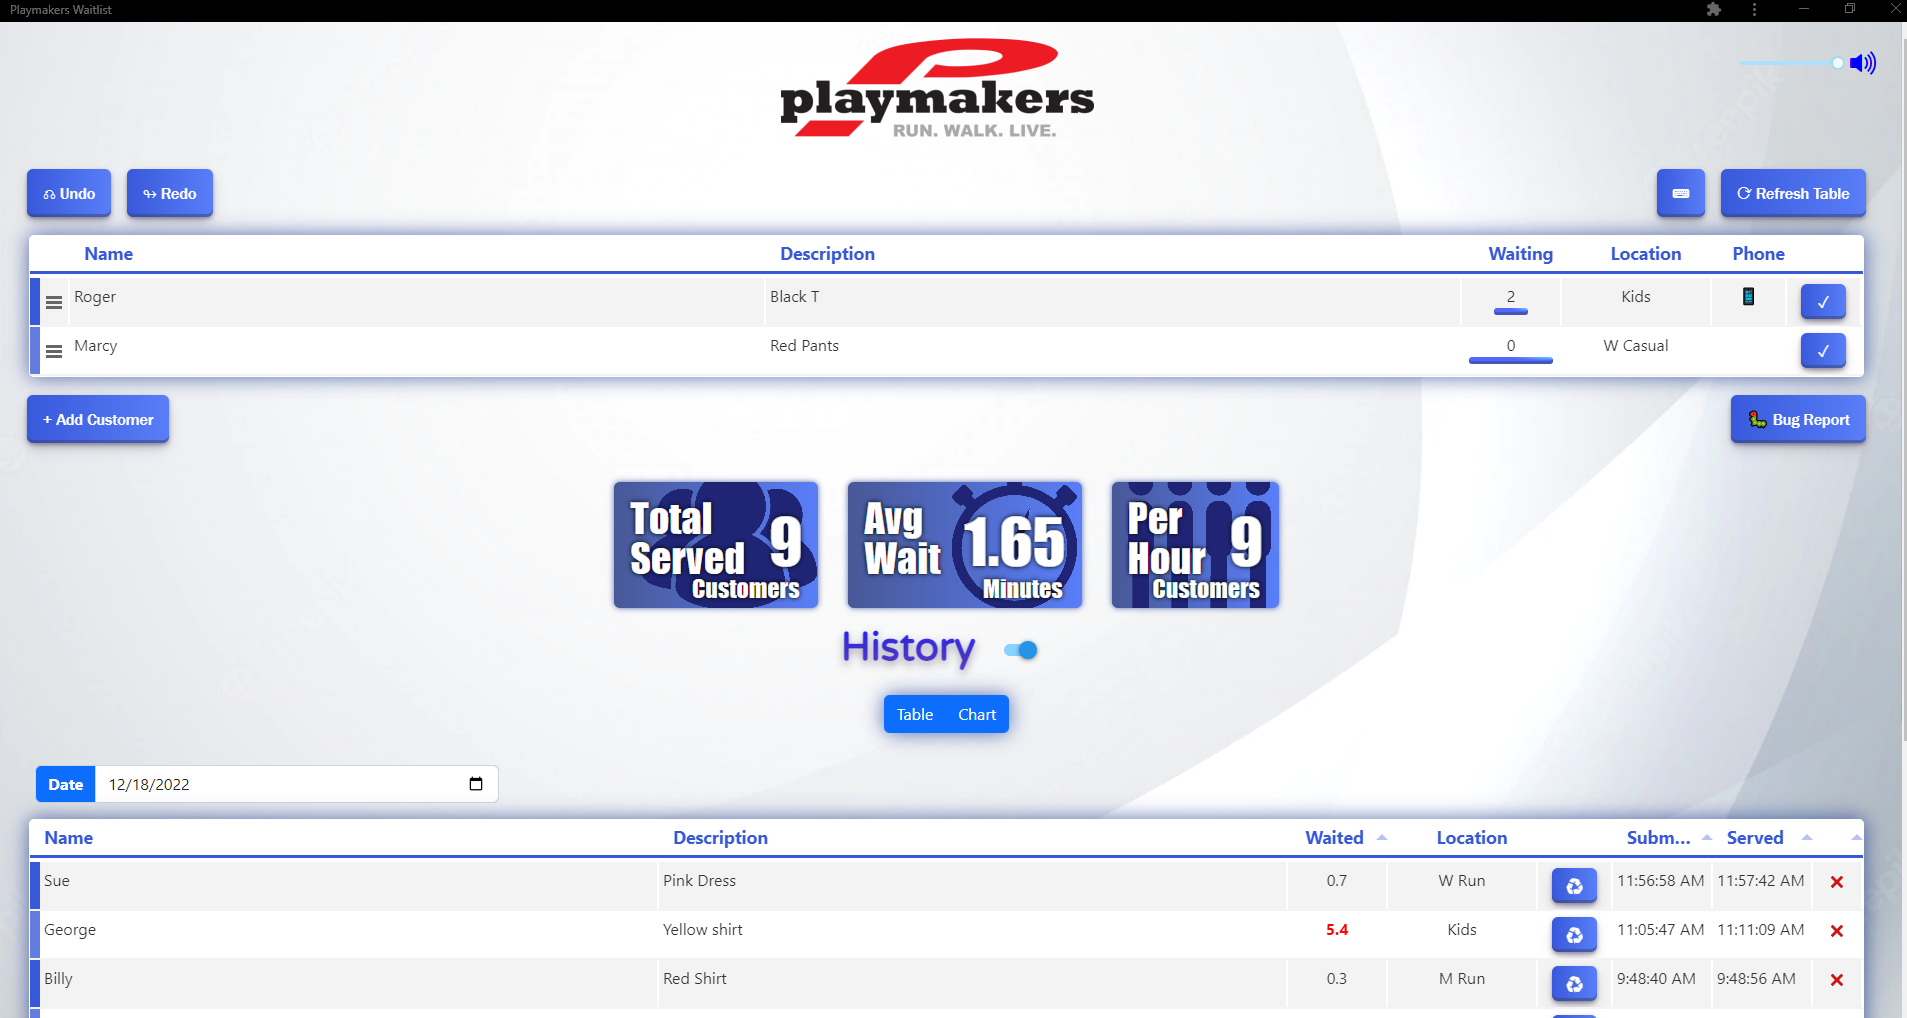 Playmakers Waitlist
playmakers
RUN. WALK. LIVE.
Undo Redo Refresh Table
Name Description Waiting Location Phone
Roger Black T 2 Kids ✓
Marcy Red Pants 0 W Casual ✓
+ Add Customer Bug Report
Total Served 9 Customers
Avg Wait 1.65 Minutes
Per Hour 9 Customers
History
Table Chart
Date 12/18/2022
Name Description Waited Location Subm... Served
Sue Pink Dress 0.7 W Run 11:56:58 AM 11:57:42 AM
George Yellow shirt 5.4 Kids 11:05:47 AM 11:11:09 AM
Billy Red Shirt 0.3 M Run 9:48:40 AM 9:48:56 AM